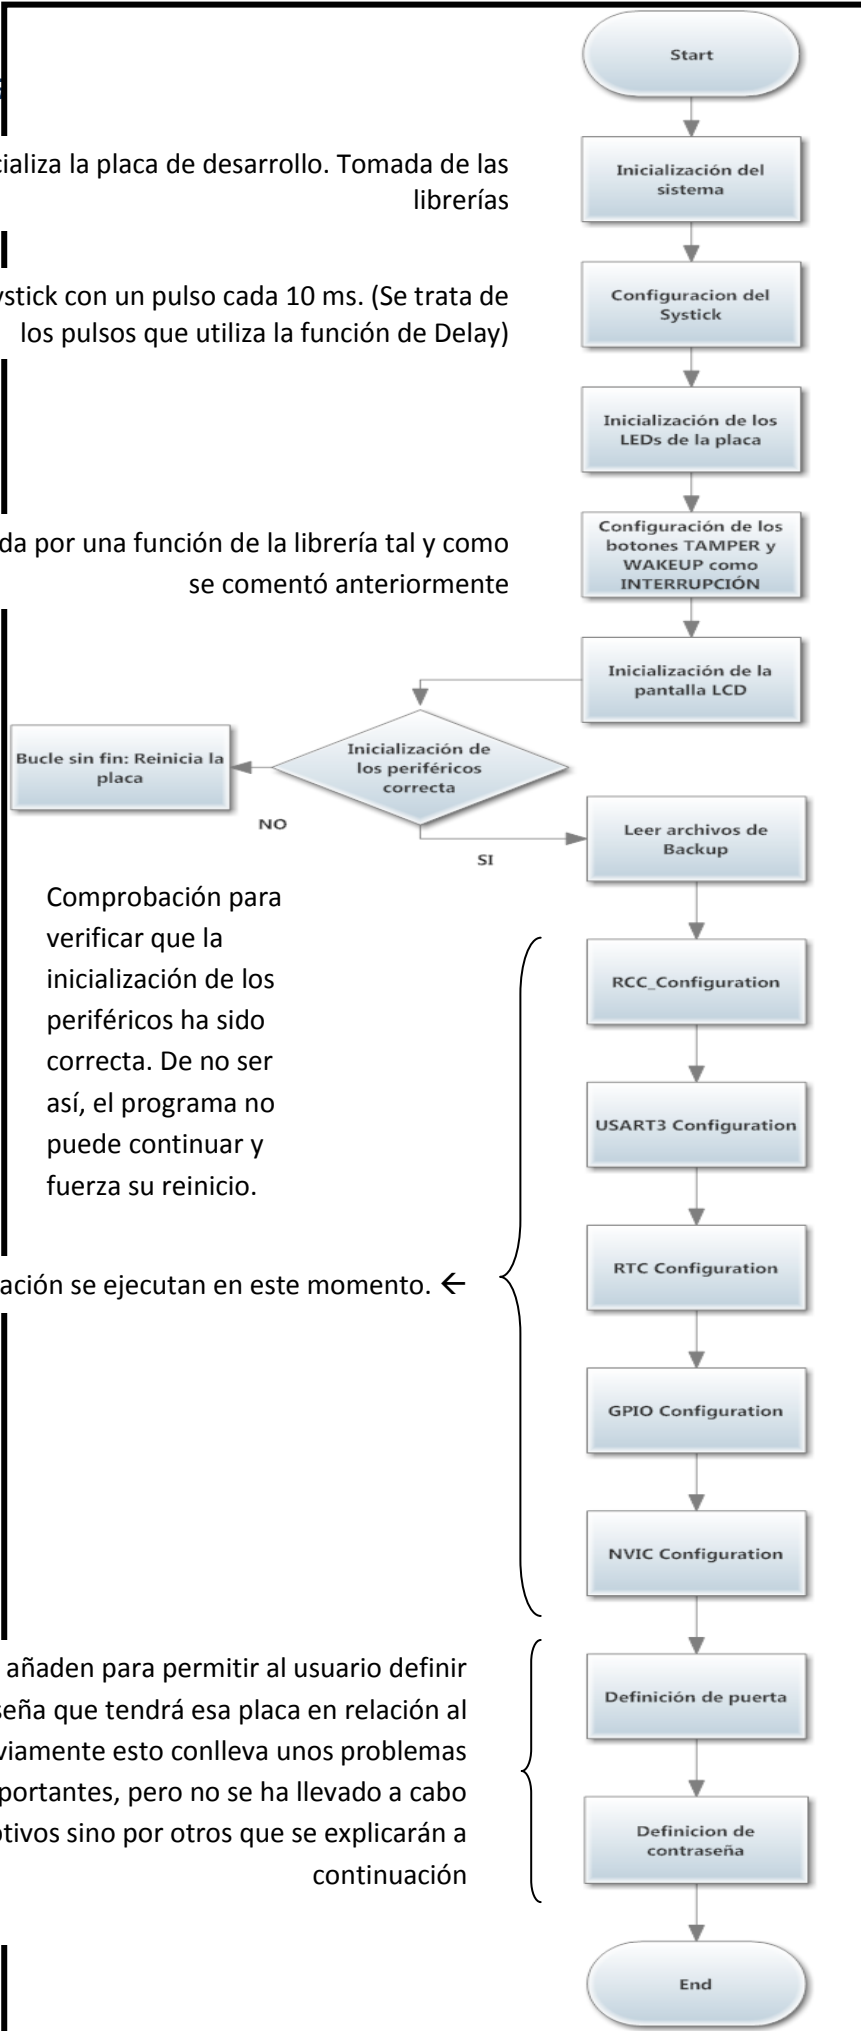 Start
cializa la placa de desarrollo. Tomada de las
librerías
Inicialización del
sistema
ystick con un pulso cada 10 ms. (Se trata de
los pulsos que utiliza la función de Delay)
Configuracion del
Systick
Inicialización de los
LEDs de la placa
da por una función de la librería tal y como
se comentó anteriormente
Configuración de los
botones TAMPER y
WAKEUP como
INTERRUPCIÓN
Inicialización de la
pantalla LCD
Inicialización de
los periféricos
correcta
Bucle sin fin: Reinicia la
placa
NO
SI
Leer archivos de
Backup
Comprobación para
verificar que la
inicialización de los
periféricos ha sido
correcta. De no ser
así, el programa no
puede continuar y
fuerza su reinicio.
RCC_Configuration
USART3 Configuration
RTC Configuration
ación se ejecutan en este momento. ←
GPIO Configuration
NVIC Configuration
añaden para permitir al usuario definir
seña que tendrá esa placa en relación al
viamente esto conlleva unos problemas
portantes, pero no se ha llevado a cabo
otivos sino por otros que se explicarán a
continuación
Definición de puerta
Definicion de
contraseña
End